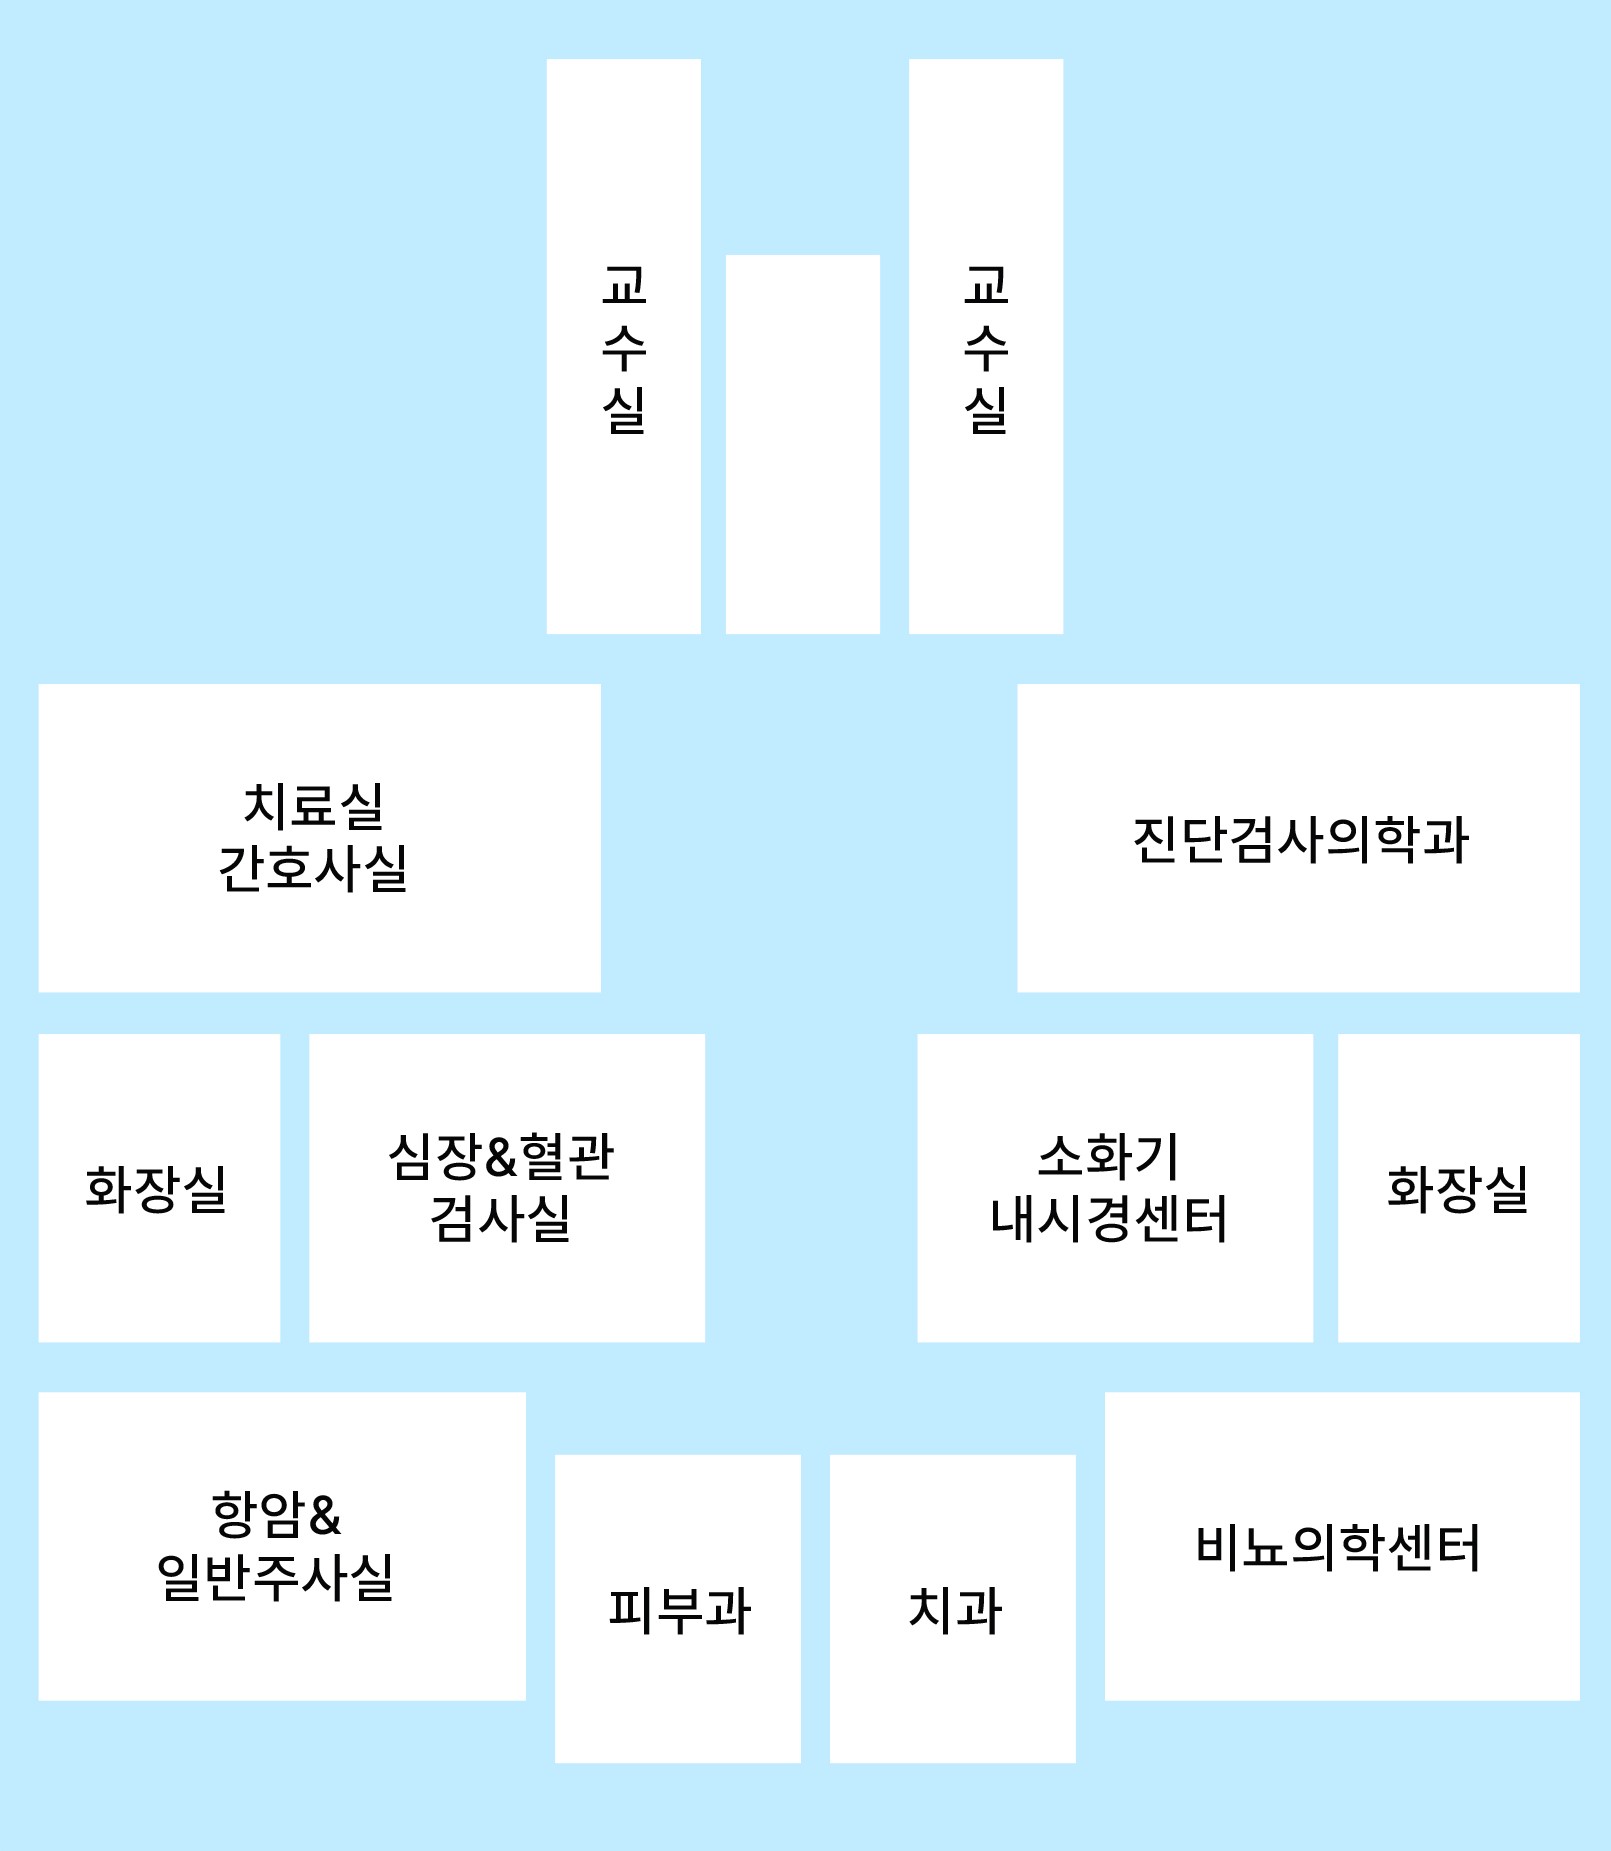 교
수
실
교
수
실
치료실
간호사실
진단검사의학과
화장실
심장&혈관
검사실
소화기
내시경센터
화장실
항암&
일반주사실
피부과
치과
비뇨의학센터